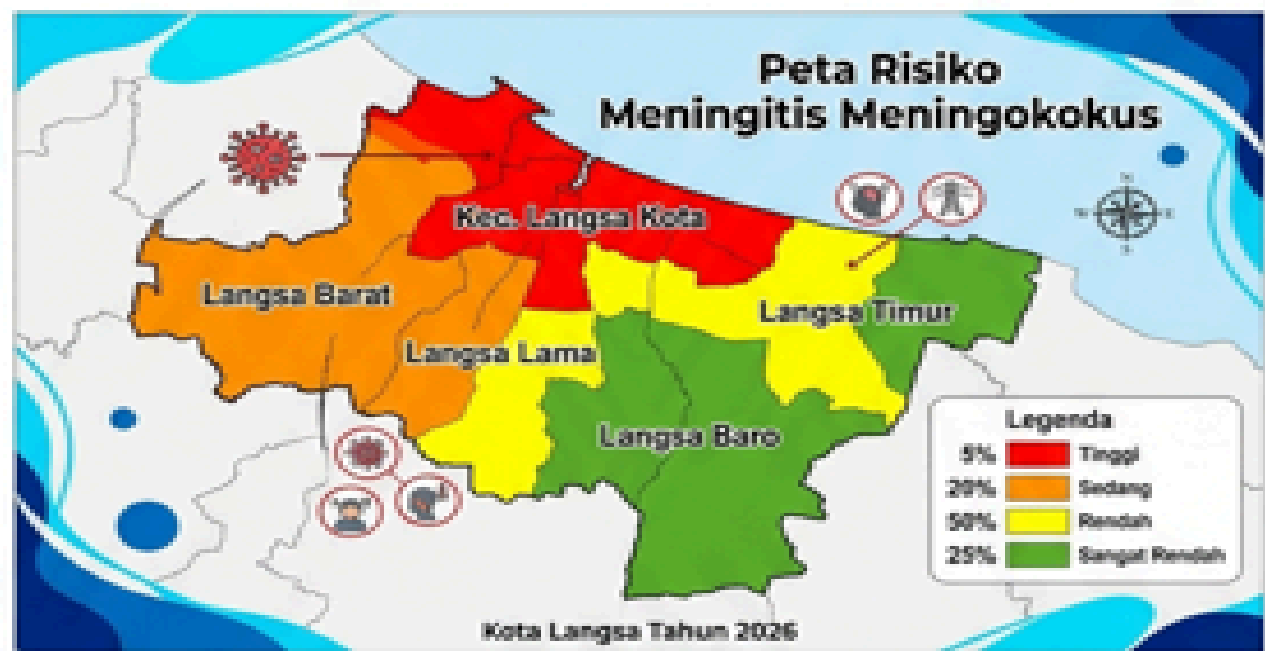 Peta Risiko
Meningitis Meningokokus
Kec. Langsa Kota
Langsa Barat
Langsa Timur
Langsa Lama
Langsa Baro
Legenda
5% Tinggi
20% Sedang
50% Rendah
25% Sangat Rendah
Kota Langsa Tahun 2026